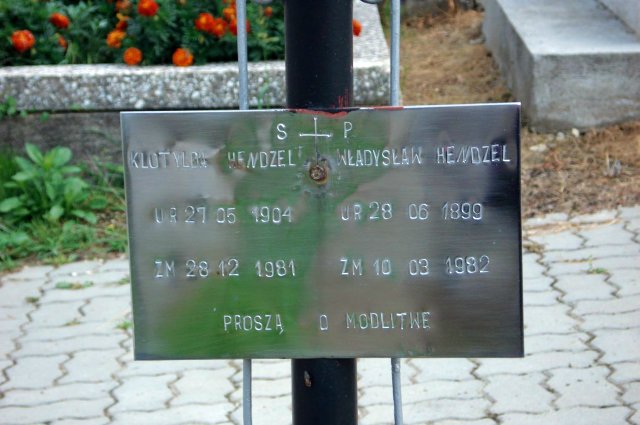 S + P
KLOTYLDA HENDZEL WŁADYSŁAW HENDZEL
UR 27 05 1904 UR 28 06 1899
ZM 28 12 1981 ZM 10 03 1982
PROSZĄ O MODLITWĘ